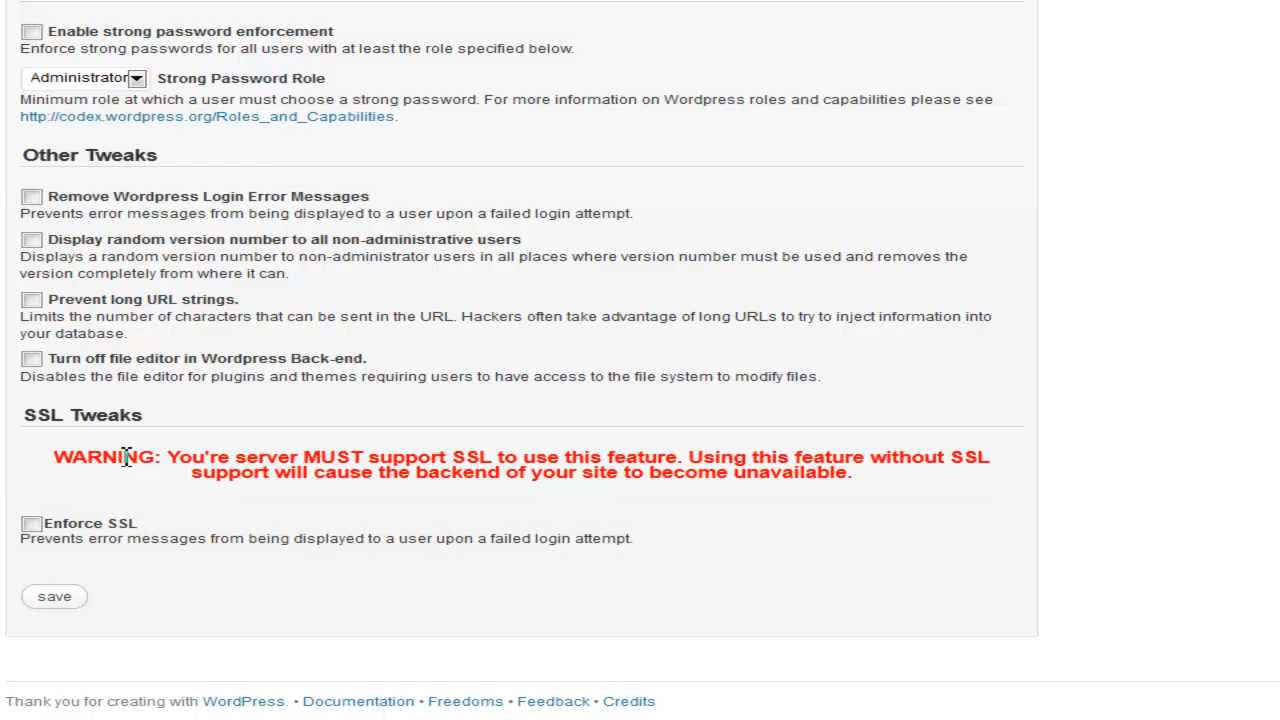 Enable strong password enforcement
Enforce strong passwords for all users with at least the role specified below.
Administrator Strong Password Role
Minimum role at which a user must choose a strong password. For more information on Wordpress roles and capabilities please see
http://codex.wordpress.org/Roles_and_Capabilities.
Other Tweaks
Remove Wordpress Login Error Messages
Prevents error messages from being displayed to a user upon a failed login attempt.
Display random version number to all non-administrative users
Displays a random version number to non-administrator users in all places where version number must be used and removes the
version completely from where it can.
Prevent long URL strings.
Limits the number of characters that can be sent in the URL. Hackers often take advantage of long URLs to try to inject information into
your database.
Turn off file editor in Wordpress Back-end.
Disables the file editor for plugins and themes requiring users to have access to the file system to modify files.
SSL Tweaks
WARNING: You're server MUST support SSL to use this feature. Using this feature without SSL
support will cause the backend of your site to become unavailable.
Enforce SSL
Prevents error messages from being displayed to a user upon a failed login attempt.
save
Thank you for creating with WordPress. • Documentation • Freedoms • Feedback • Credits